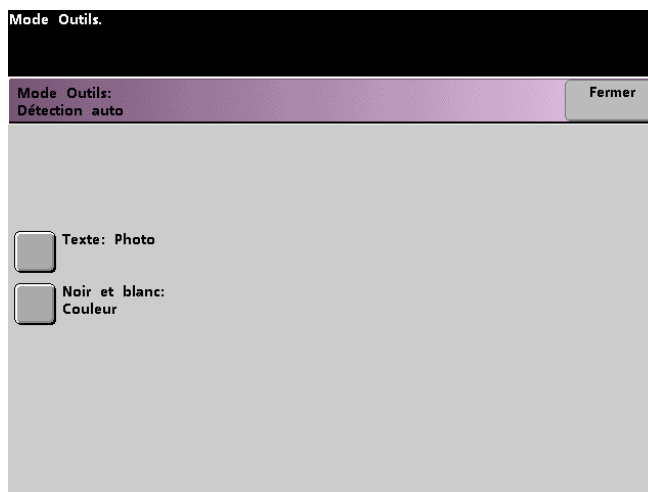 Mode Outils.
Mode Outils:
Détection auto
Fermer
Texte: Photo
Noir et blanc:
Couleur